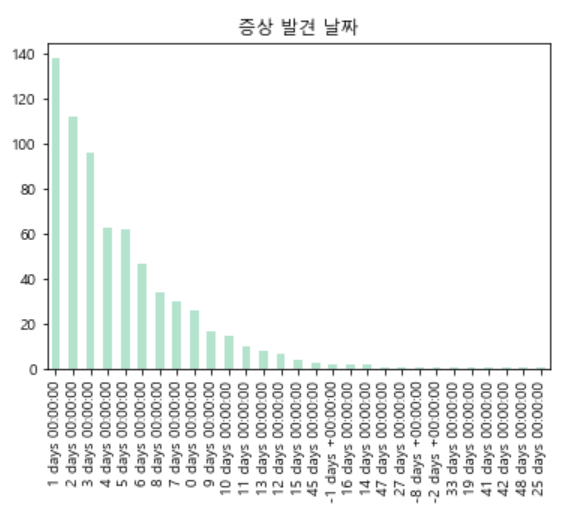 증상 발견 날짜
140
120
100
80
60
40
20
0
1 days 00:00:00
2 days 00:00:00
3 days 00:00:00
4 days 00:00:00
5 days 00:00:00
6 days 00:00:00
8 days 00:00:00
7 days 00:00:00
0 days 00:00:00
9 days 00:00:00
10 days 00:00:00
11 days 00:00:00
13 days 00:00:00
12 days 00:00:00
15 days 00:00:00
45 days 00:00:00
-1 days +00:00:00
16 days 00:00:00
14 days 00:00:00
47 days 00:00:00
27 days 00:00:00
-8 days +00:00:00
-2 days +00:00:00
33 days 00:00:00
19 days 00:00:00
41 days 00:00:00
42 days 00:00:00
48 days 00:00:00
25 days 00:00:00